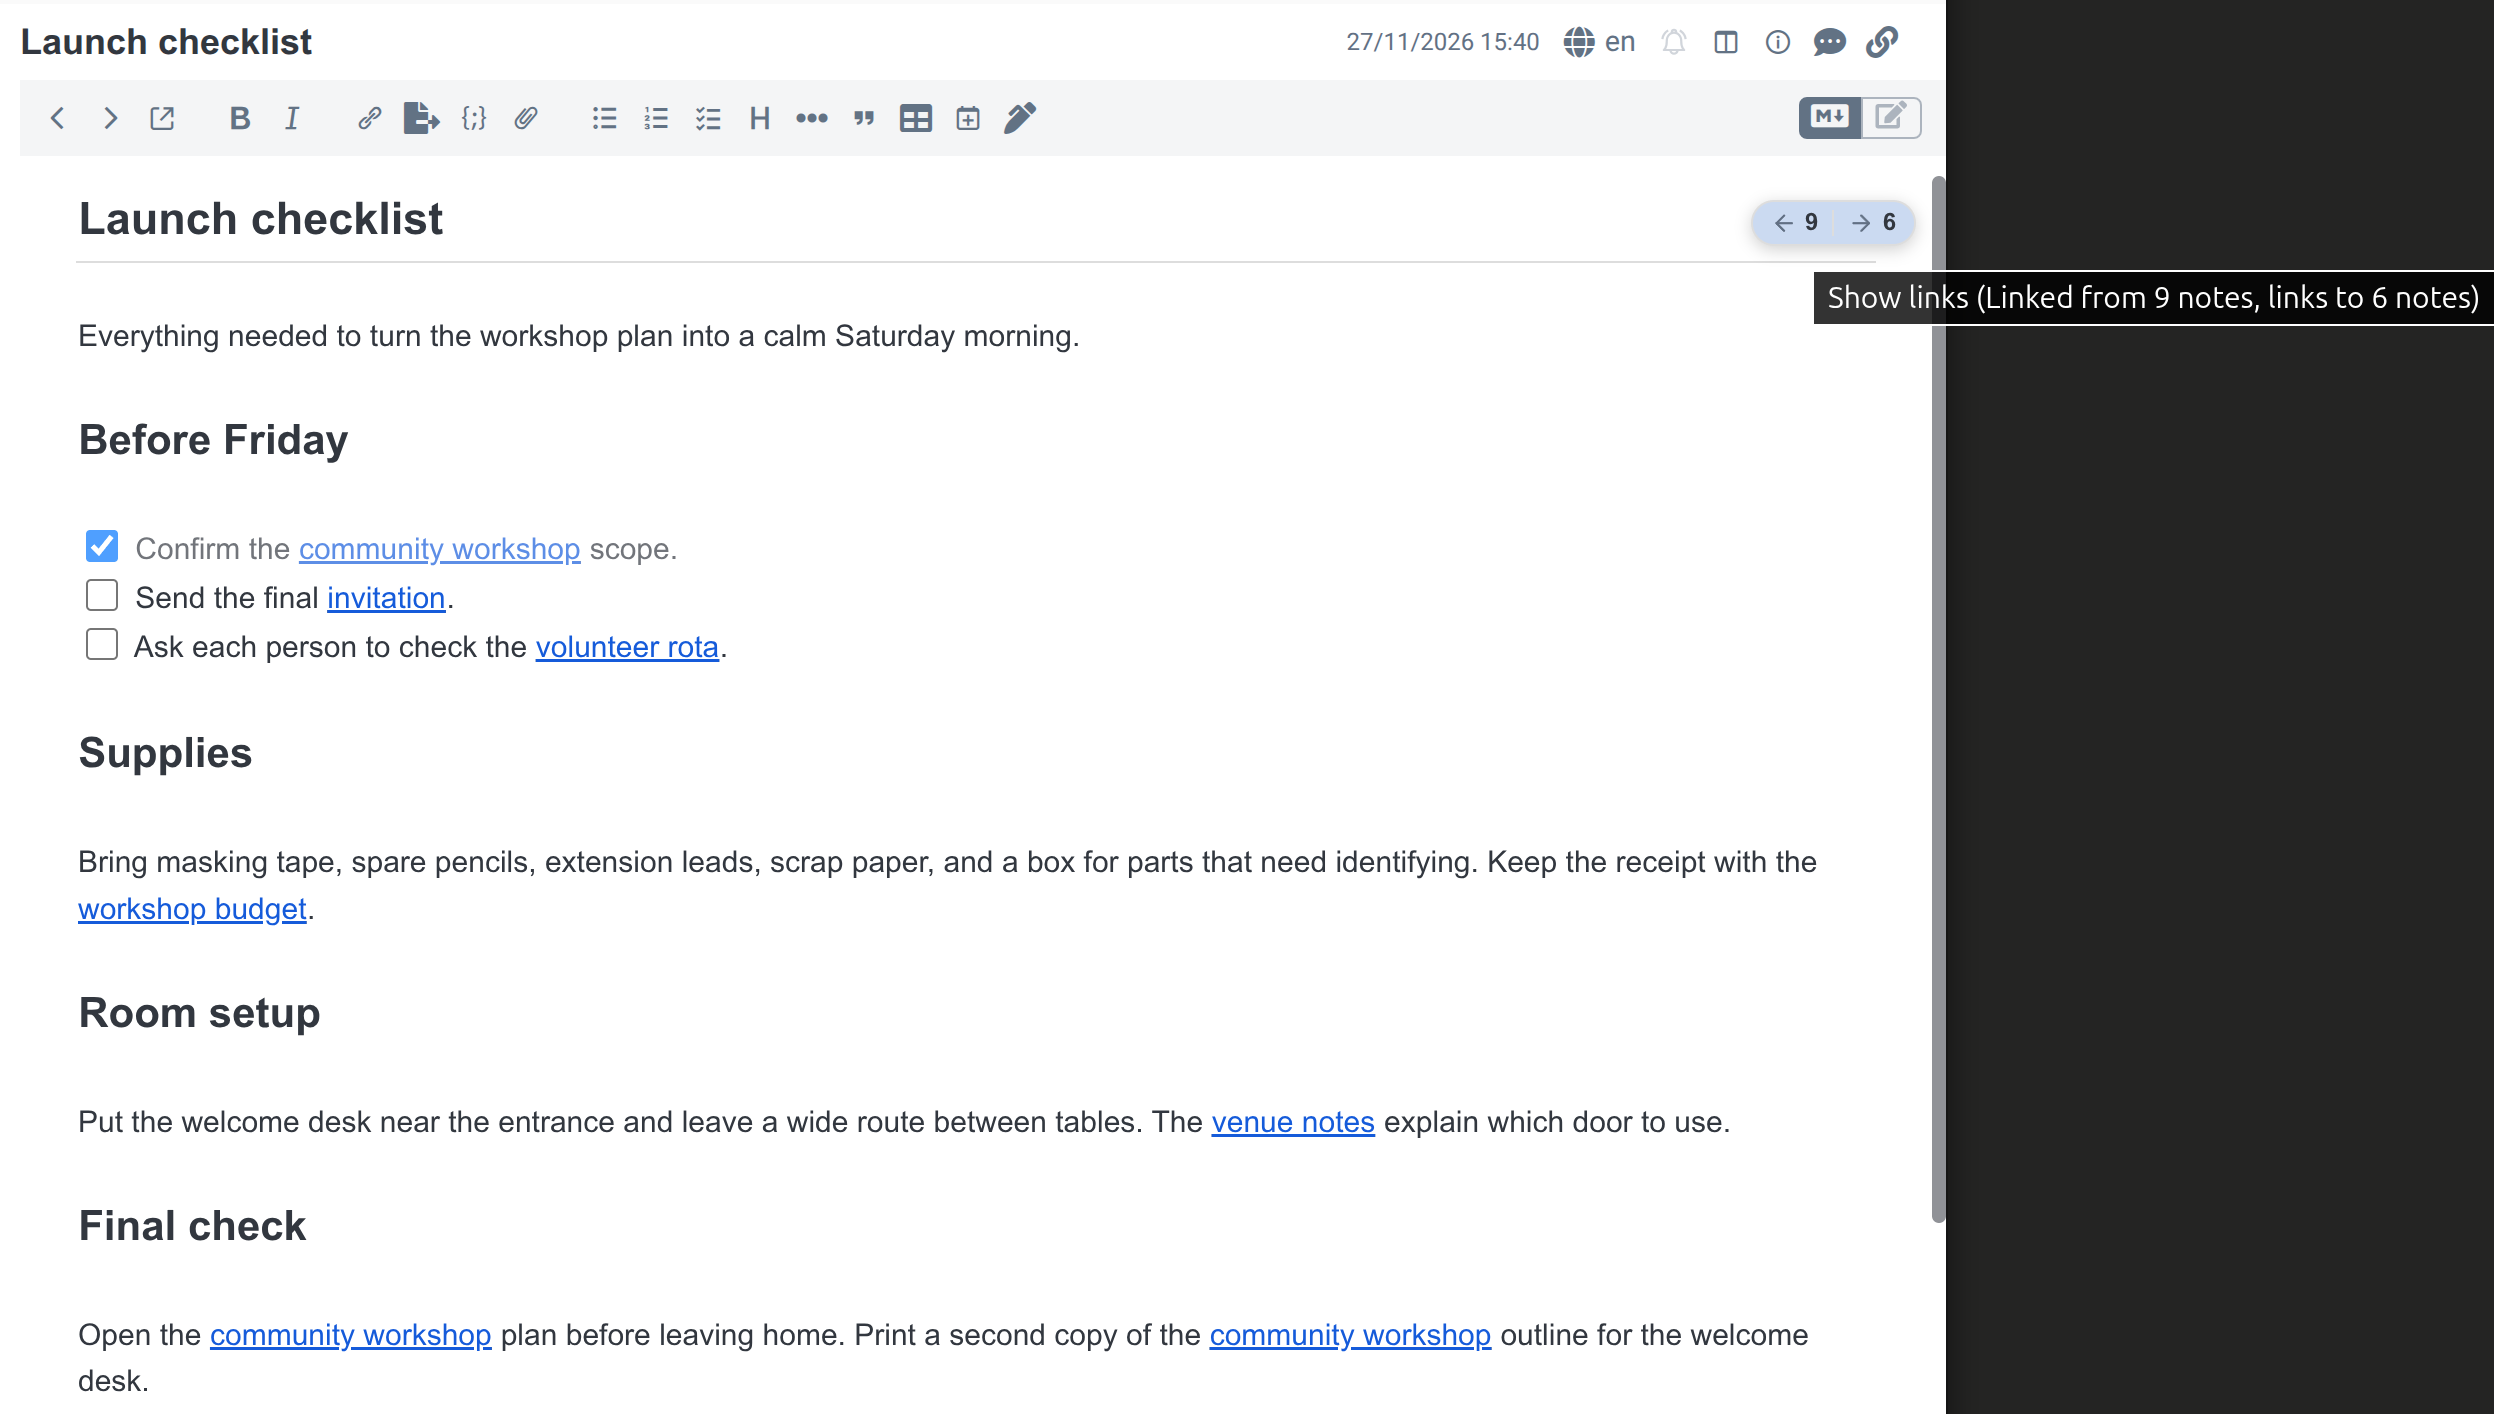 Launch checklist
27/11/2026 15:40 en
Launch checklist
9 6
Show links (Linked from 9 notes, links to 6 notes)
Everything needed to turn the workshop plan into a calm Saturday morning.
Before Friday
Confirm the community workshop scope.
Send the final invitation.
Ask each person to check the volunteer rota.
Supplies
Bring masking tape, spare pencils, extension leads, scrap paper, and a box for parts that need identifying. Keep the receipt with the
workshop budget.
Room setup
Put the welcome desk near the entrance and leave a wide route between tables. The venue notes explain which door to use.
Final check
Open the community workshop plan before leaving home. Print a second copy of the community workshop outline for the welcome
desk.